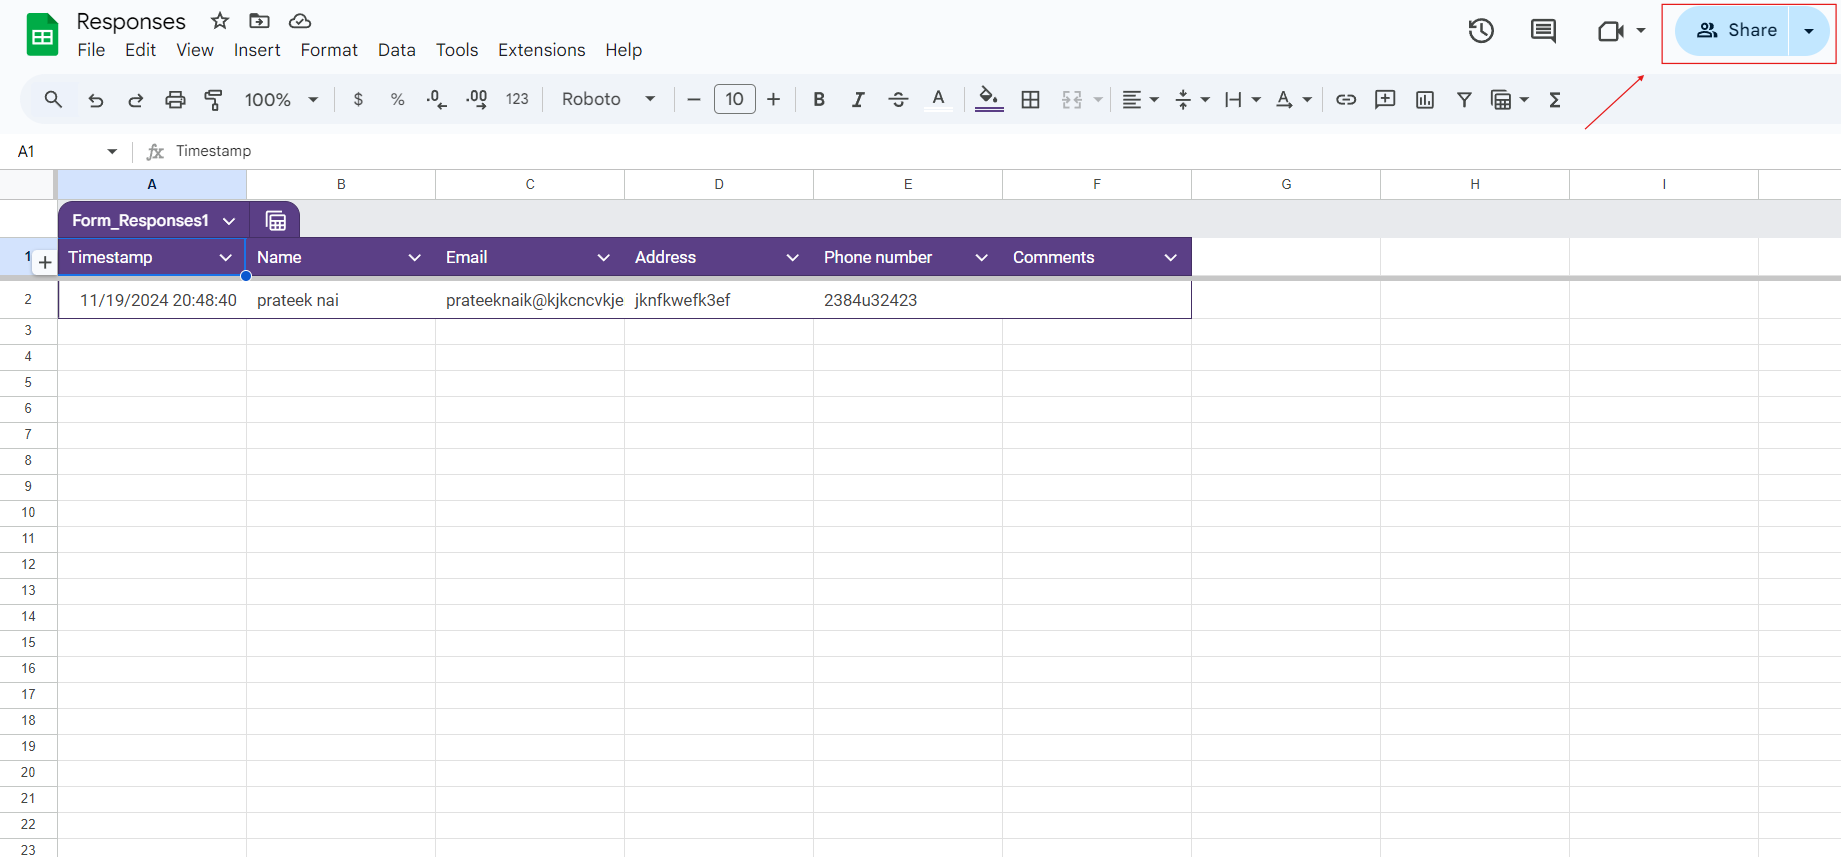 Responses
File Edit View Insert Format Data Tools Extensions Help
Share
100% $ % .0 .00 123 Roboto 10 B I A A Σ
A1 fx Timestamp
A B C D E F G H I
Form_Responses1
1 Timestamp Name Email Address Phone number Comments
2 11/19/2024 20:48:40 prateek nai prateeknaik@kjkcncvkje jknfkwefk3ef 2384u32423
3
4
5
6
7
8
9
10
11
12
13
14
15
16
17
18
19
20
21
22
23